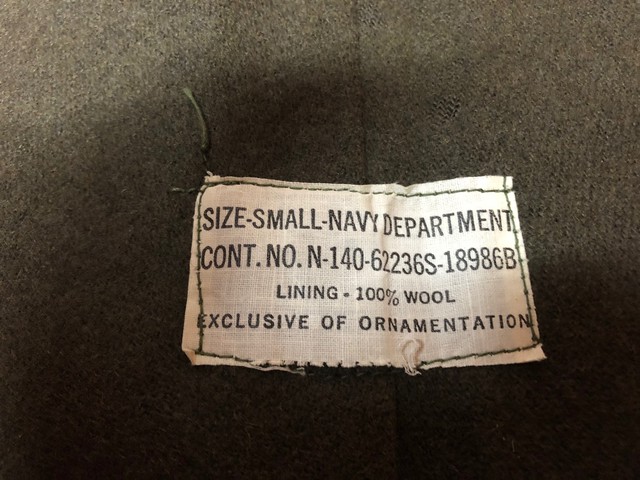 SIZE-SMALL-NAVY DEPARTMENT
CONT. NO. N-140-62236S-18986B
LINING - 100% WOOL
EXCLUSIVE OF ORNAMENTATION